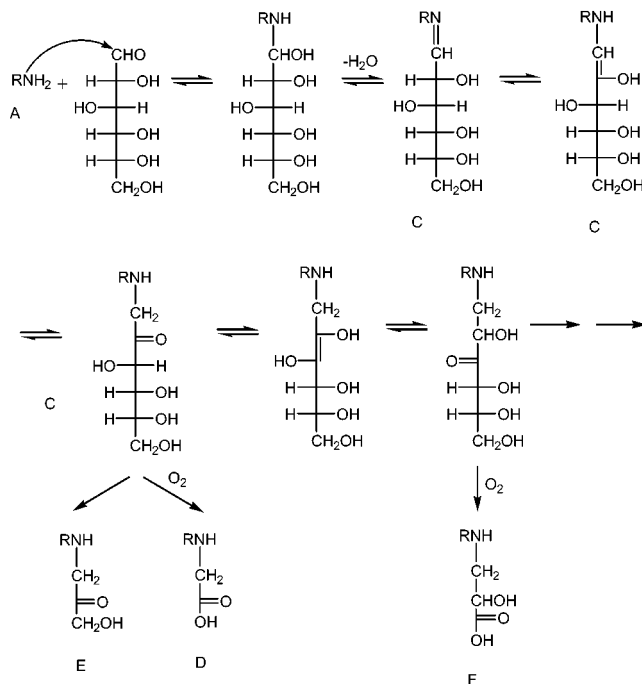 RNH₂ +
A
CHO
H OH
HO H
H OH
H OH
CH₂OH
RNH
CHOH
H OH
HO H
H OH
H OH
CH₂OH
-H₂O
RN
CH
H OH
HO H
H OH
H OH
CH₂OH
C
RNH
CH
OH
HO H
H OH
H OH
CH₂OH
C
C
RNH
CH₂
O
HO H
H OH
H OH
CH₂OH
RNH
CH₂
OH
HO
H OH
H OH
CH₂OH
RNH
CH₂
CHOH
O
H OH
H OH
CH₂OH
O₂
O₂
RNH
CH₂
O
CH₂OH
E
RNH
CH₂
O
OH
D
RNH
CH₂
CHOH
O
OH
F